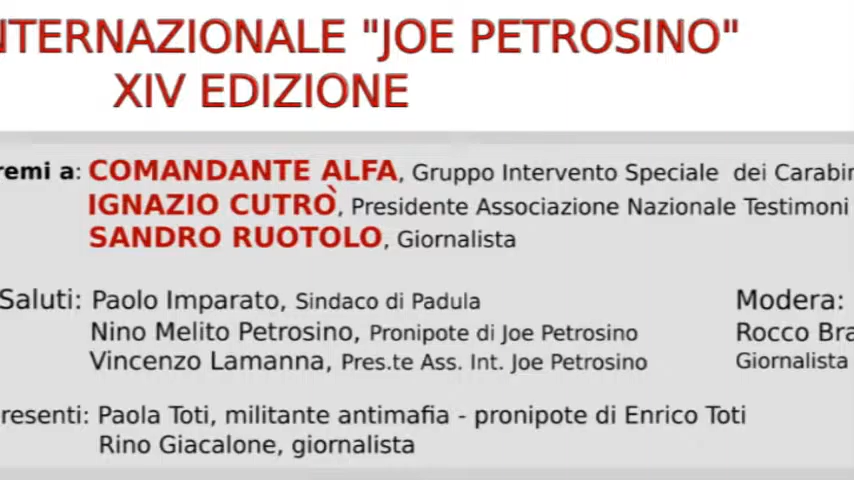 NTERNAZIONALE "JOE PETROSINO"
XIV EDIZIONE
remi a: COMANDANTE ALFA, Gruppo Intervento Speciale dei Carabin
IGNAZIO CUTRÒ, Presidente Associazione Nazionale Testimoni
SANDRO RUOTOLO, Giornalista
Saluti: Paolo Imparato, Sindaco di Padula
Nino Melito Petrosino, Pronipote di Joe Petrosino
Vincenzo Lamanna, Pres.te Ass. Int. Joe Petrosino
Modera:
Rocco Bra
Giornalista
resenti: Paola Toti, militante antimafia - pronipote di Enrico Toti
Rino Giacalone, giornalista